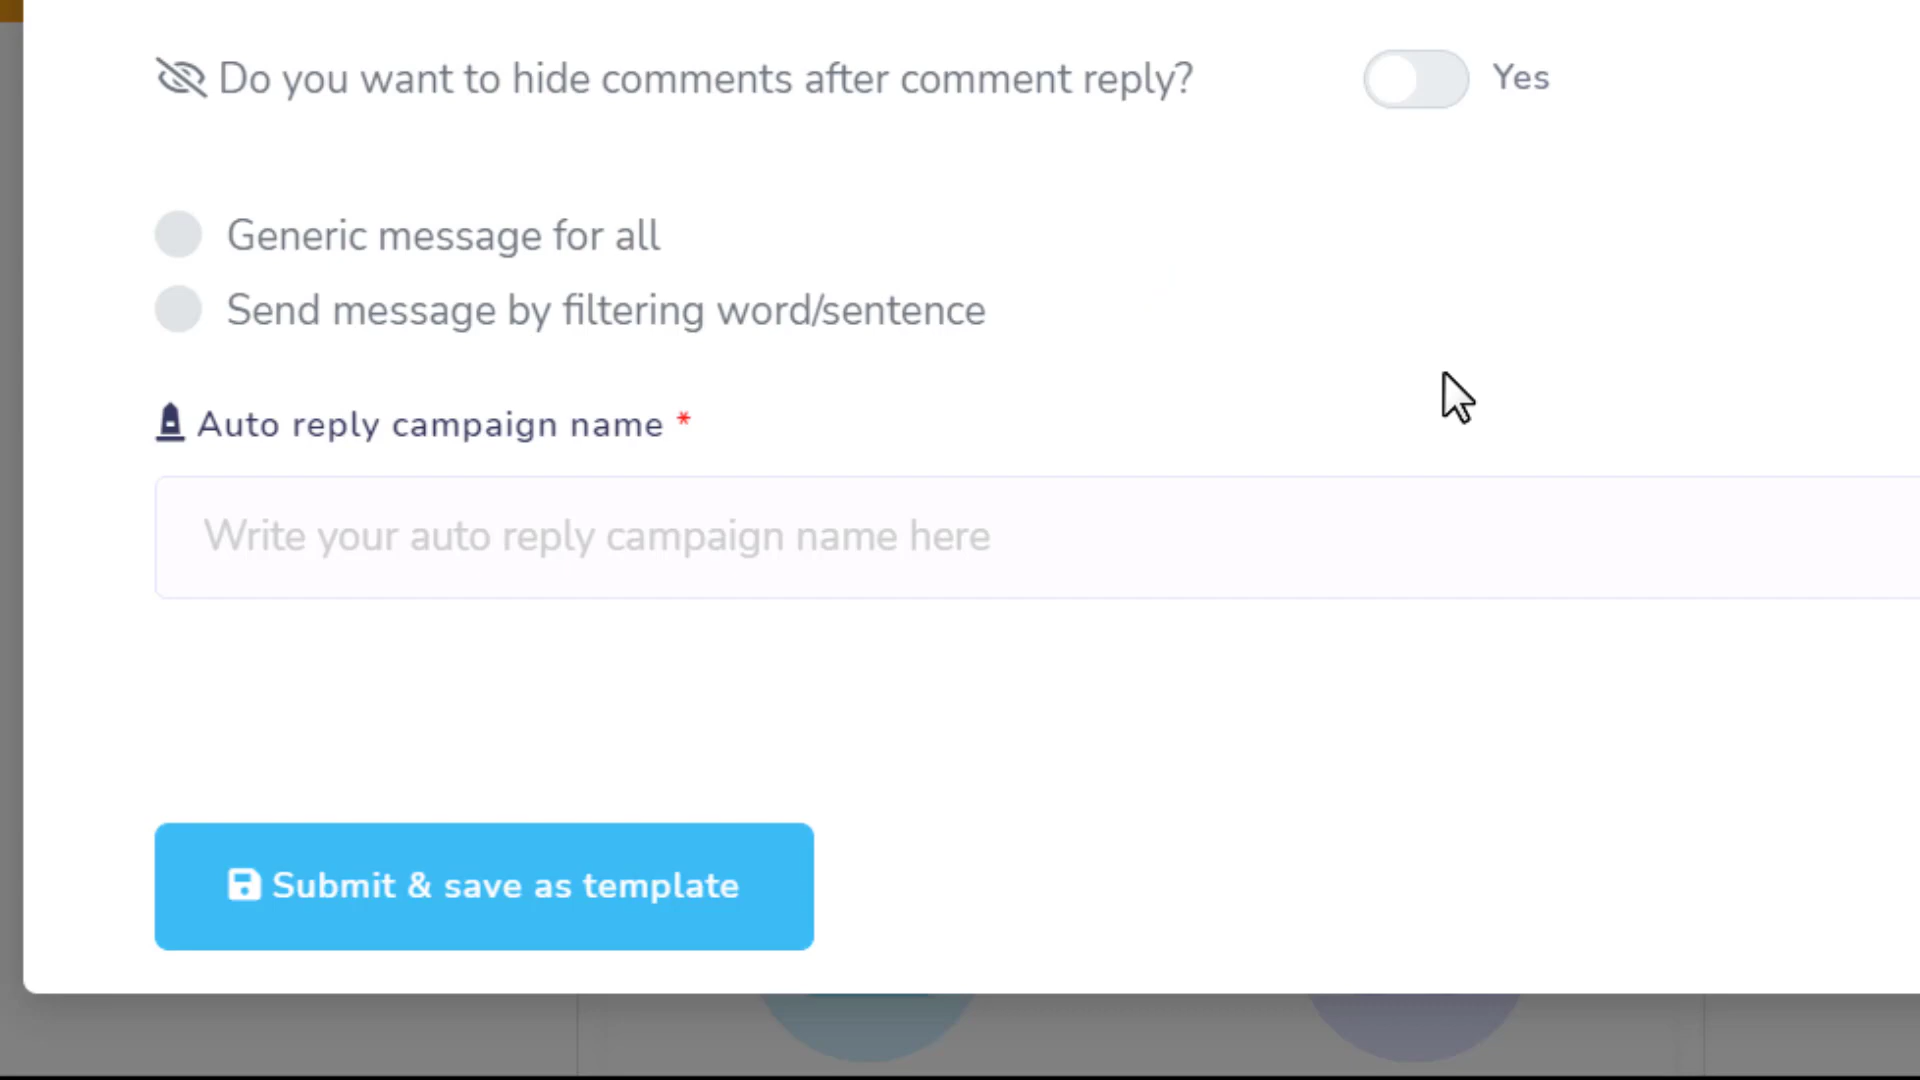 Do you want to hide comments after comment reply? Yes
Generic message for all
Send message by filtering word/sentence
Auto reply campaign name *
Write your auto reply campaign name here
Submit & save as template